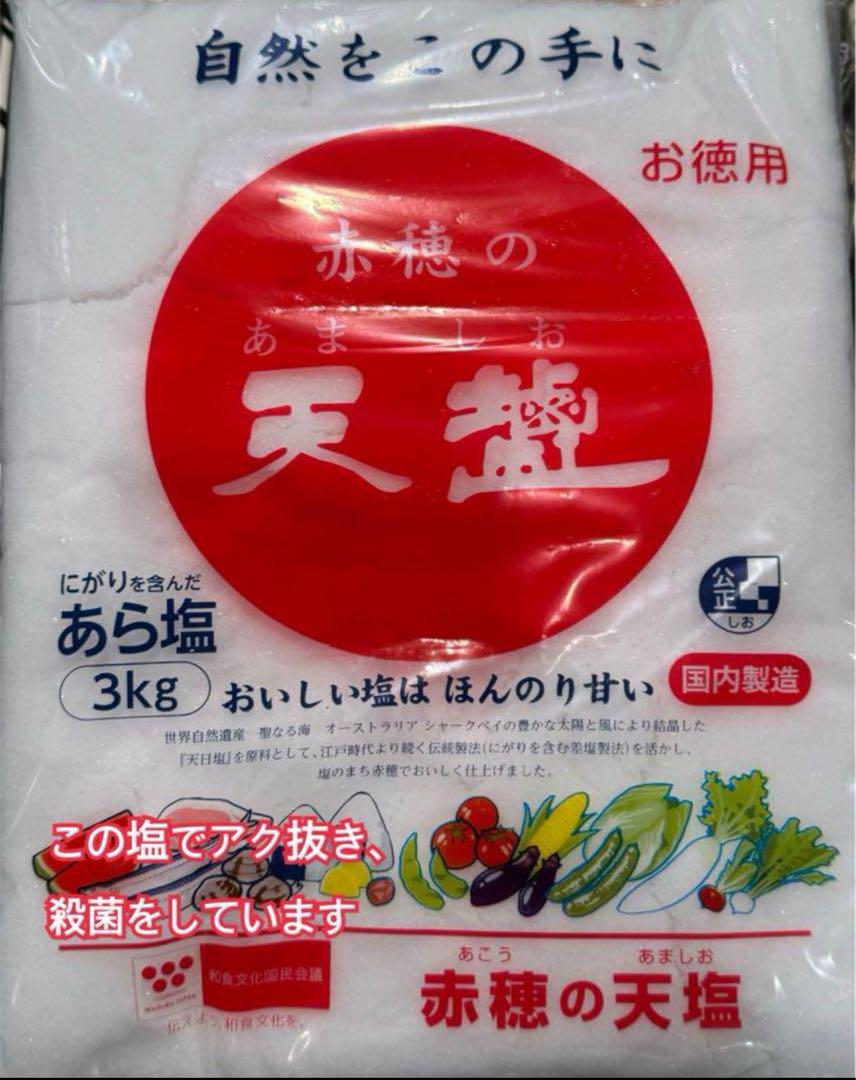 自然をこの手に
お徳用
赤穂の
あましお
天塩
にがりを含んだ
あら塩
3kg
公正
しお
おいしい塩は ほんのり甘い
国内製造
世界自然遺産 聖なる海 オーストラリア シャークベイの豊かな太陽と風により結晶した
『天日塩』を原料として、江戸時代より続く伝統製法(にがりを含む差塩製法)を活かし、
塩のまち赤穂でおいしく仕上げました。
この塩でアク抜き、
殺菌をしています
和食文化国民会議
Washoku JAPAN
伝えよう、和食文化を。
あこう あましお
赤穂の天塩